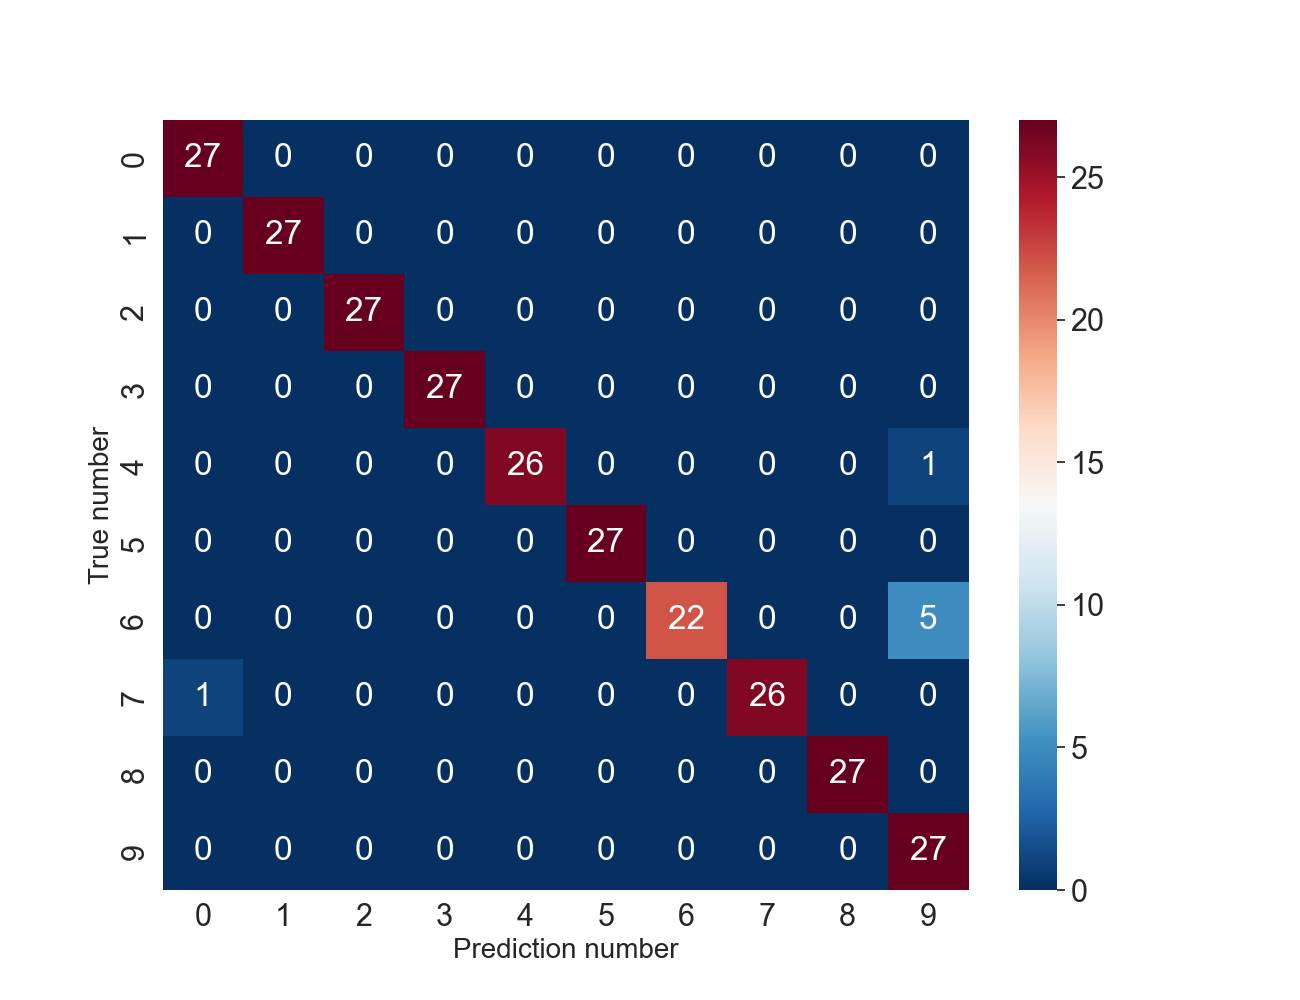 0 27 0 0 0 0 0 0 0 0 0
1 0 27 0 0 0 0 0 0 0 0
2 0 0 27 0 0 0 0 0 0 0
3 0 0 0 27 0 0 0 0 0 0
4 0 0 0 0 26 0 0 0 0 1
5 0 0 0 0 0 27 0 0 0 0
6 0 0 0 0 0 0 22 0 0 5
7 1 0 0 0 0 0 0 26 0 0
8 0 0 0 0 0 0 0 0 27 0
9 0 0 0 0 0 0 0 0 0 27
0 1 2 3 4 5 6 7 8 9
Prediction number
True number
25
20
15
10
5
0